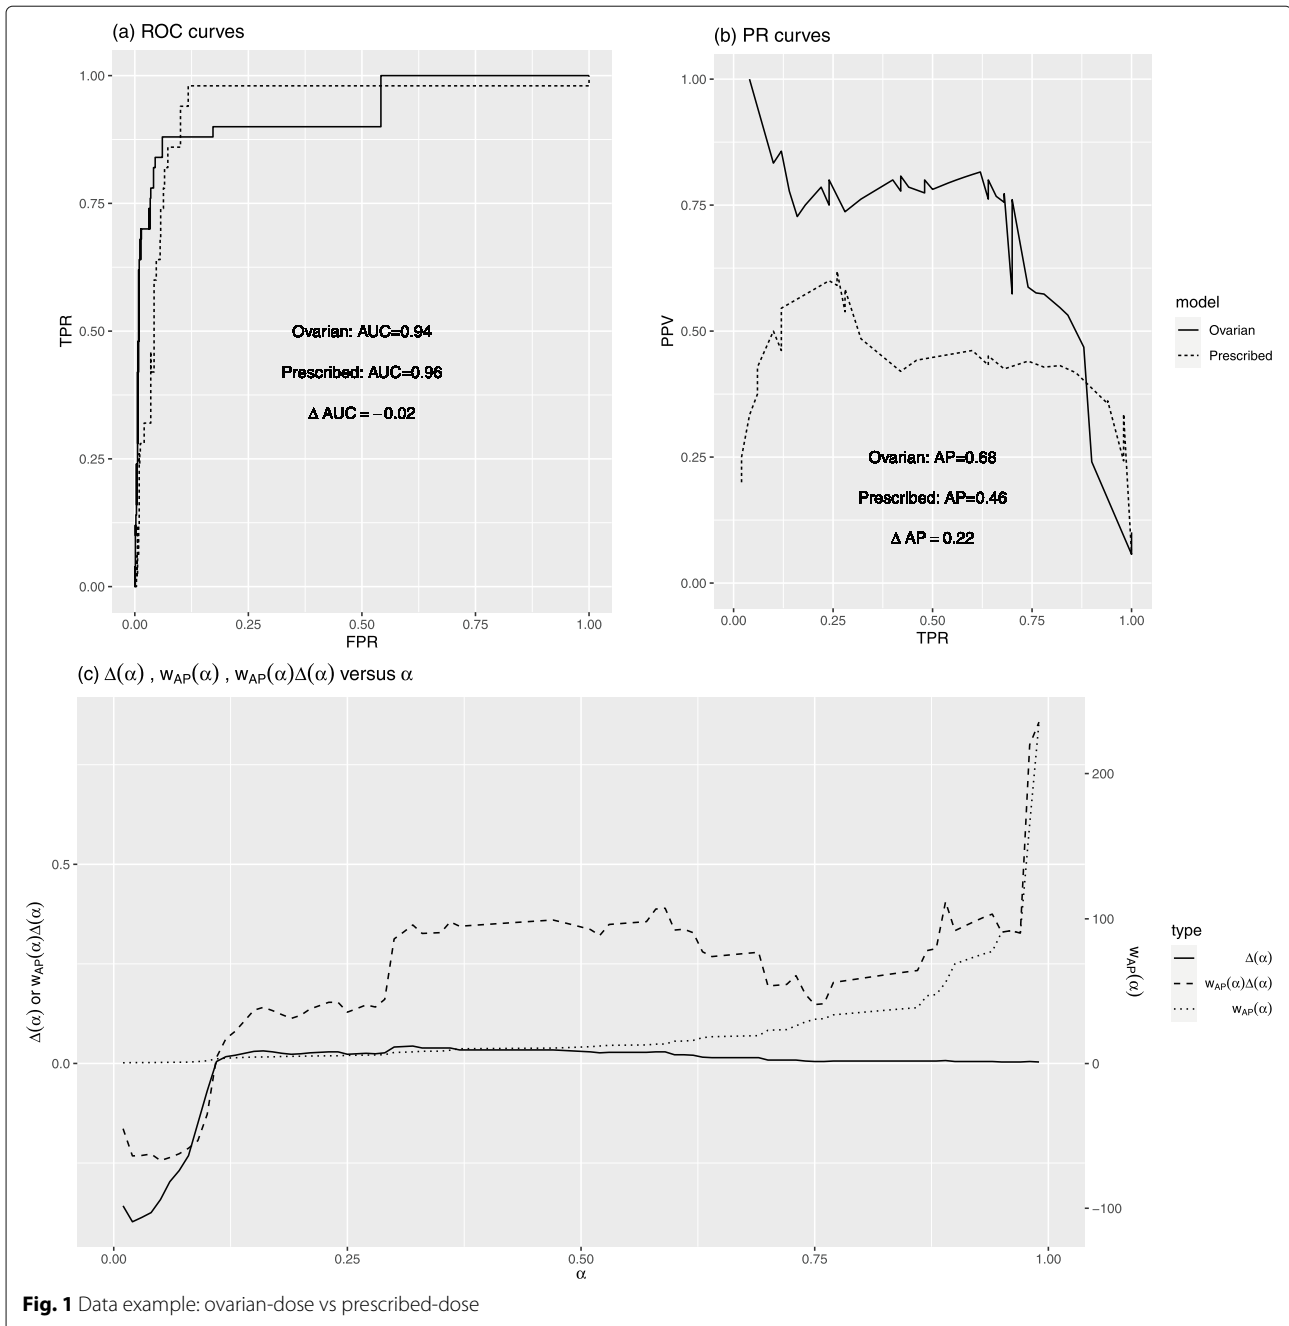 (a) ROC curves
1.00
0.75
0.50
0.25
0.00
TPR
Ovarian: AUC=0.94
Prescribed: AUC=0.96
Δ AUC = −0.02
0.00 0.25 0.50 0.75 1.00
FPR
(b) PR curves
1.00
0.75
0.50
0.25
0.00
PPV
Ovarian: AP=0.68
Prescribed: AP=0.46
Δ AP = 0.22
0.00 0.25 0.50 0.75 1.00
TPR
model
Ovarian
Prescribed
(c) Δ(α) , wAP(α) , wAP(α)Δ(α) versus α
0.5
0.0
Δ(α) or wAP(α)Δ(α)
200
100
0
−100
wAP(α)
0.00 0.25 0.50 0.75 1.00
α
type
Δ(α)
wAP(α)Δ(α)
wAP(α)
Fig. 1 Data example: ovarian-dose vs prescribed-dose